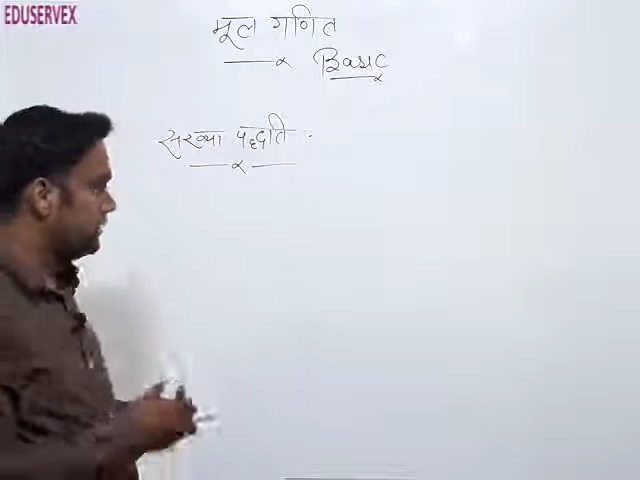 EDUSERVEX
मूल गणित
Basic
संख्या पद्धति :